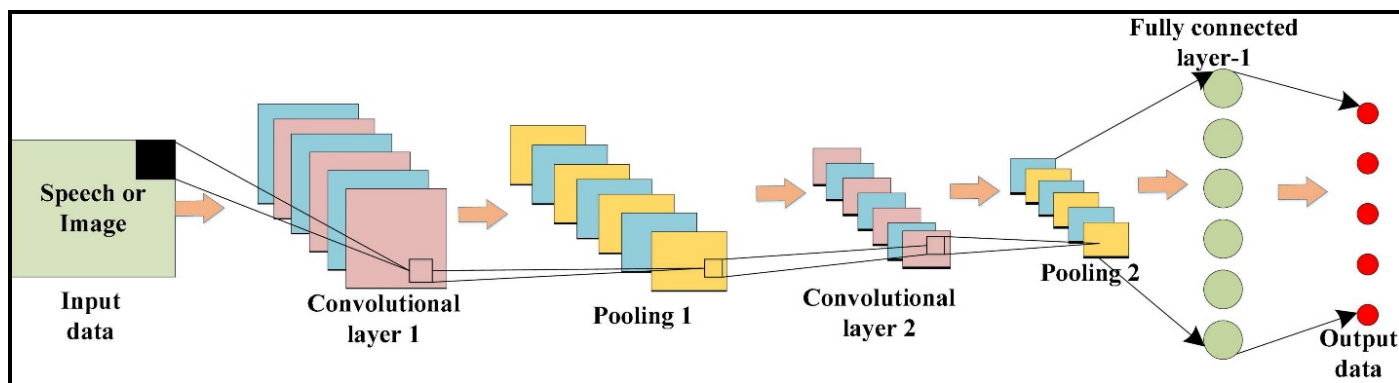 Speech or
Image
Input
data
Convolutional
layer 1
Pooling 1
Convolutional
layer 2
Pooling 2
Fully connected
layer-1
Output
data